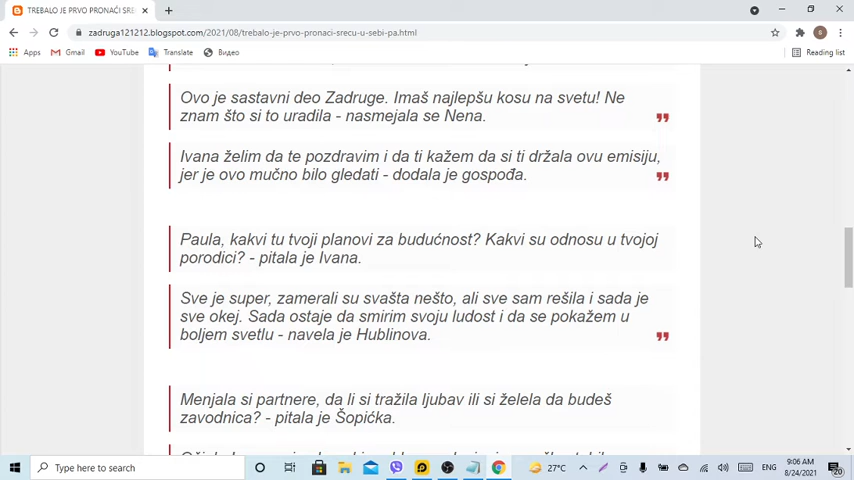 TREBALO JE PRVO PRONAĆI SREĆ
zadruga121212.blogspot.com/2021/08/trebalo-je-prvo-pronaci-srecu-u-sebi-pa.html
Apps Gmail YouTube Translate Видео Reading list
Ovo je sastavni deo Zadruge. Imaš najlepšu kosu na svetu! Ne
znam što si to uradila - nasmejala se Nena.
Ivana želim da te pozdravim i da ti kažem da si ti držala ovu emisiju,
jer je ovo mučno bilo gledati - dodala je gospođa.
Paula, kakvi tu tvoji planovi za budućnost? Kakvi su odnosu u tvojoj
porodici? - pitala je Ivana.
Sve je super, zamerali su svašta nešto, ali sve sam rešila i sada je
sve okej. Sada ostaje da smirim svoju ludost i da se pokažem u
boljem svetlu - navela je Hublinova.
Menjala si partnere, da li si tražila ljubav ili si želela da budeš
zavodnica? - pitala je Šopićka.
Type here to search
27°C
ENG
9:06 AM
8/24/2021
20